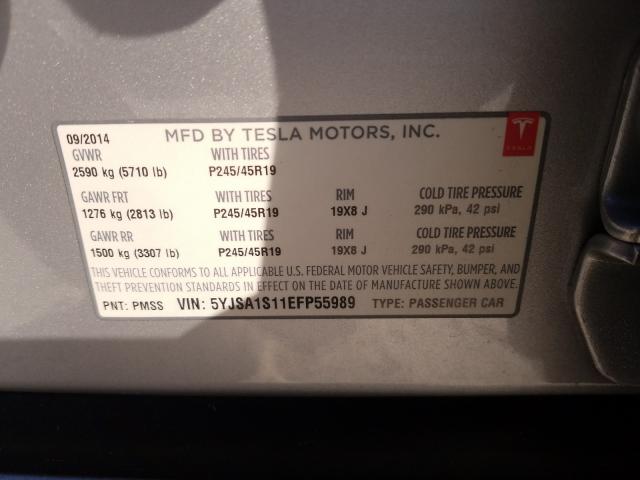 09/2014 MFD BY TESLA MOTORS, INC.
GVWR WITH TIRES
2590 kg (5710 lb) P245/45R19
GAWR FRT WITH TIRES RIM COLD TIRE PRESSURE
1276 kg (2813 lb) P245/45R19 19X8 J 290 kPa, 42 psi
GAWR RR WITH TIRES RIM COLD TIRE PRESSURE
1500 kg (3307 lb) P245/45R19 19X8 J 290 kPa, 42 psi
THIS VEHICLE CONFORMS TO ALL APPLICABLE U.S. FEDERAL MOTOR VEHICLE SAFETY, BUMPER, AND
THEFT PREVENTION STANDARDS IN EFFECT ON THE DATE OF MANUFACTURE SHOWN ABOVE.
PNT: PMSS VIN: 5YJSA1S11EFP55989 TYPE: PASSENGER CAR